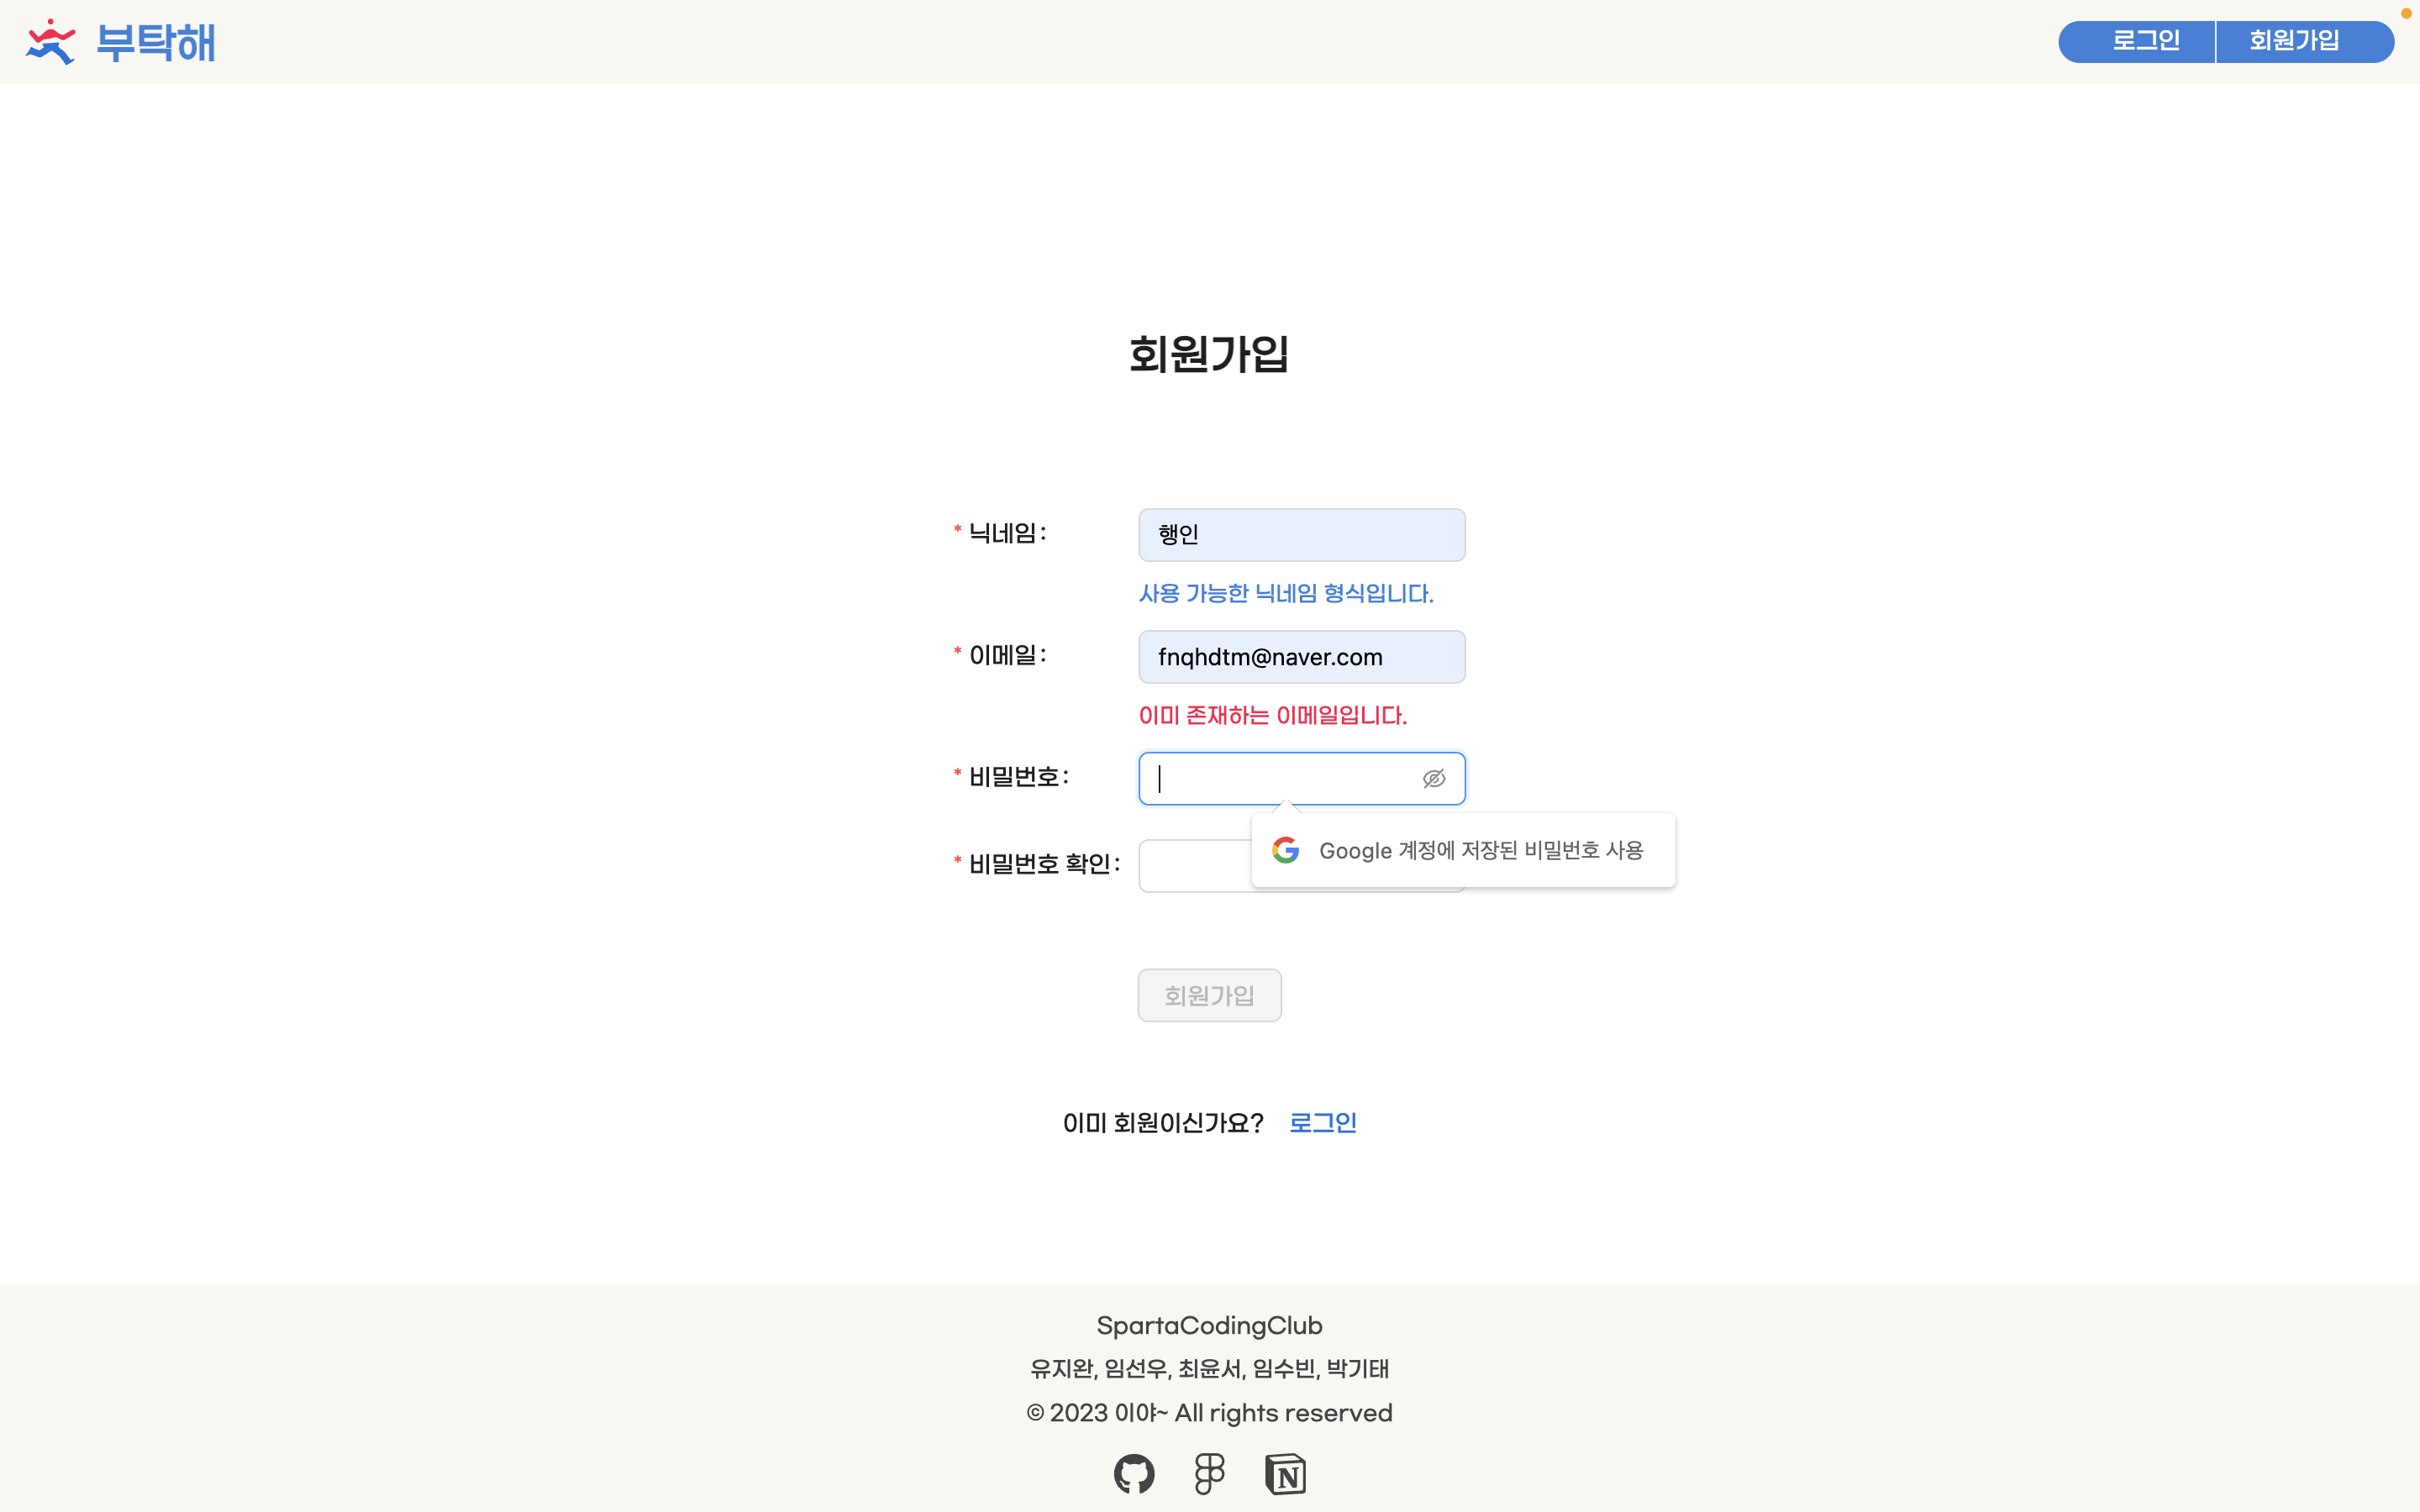 부탁해
로그인 회원가입
회원가입
* 닉네임: 행인
사용 가능한 닉네임 형식입니다.
* 이메일: fnqhdtm@naver.com
이미 존재하는 이메일입니다.
* 비밀번호:
Google 계정에 저장된 비밀번호 사용
* 비밀번호 확인:
회원가입
이미 회원이신가요? 로그인
SpartaCodingClub
유지완, 임선우, 최윤서, 임수빈, 박기태
© 2023 이야~ All rights reserved